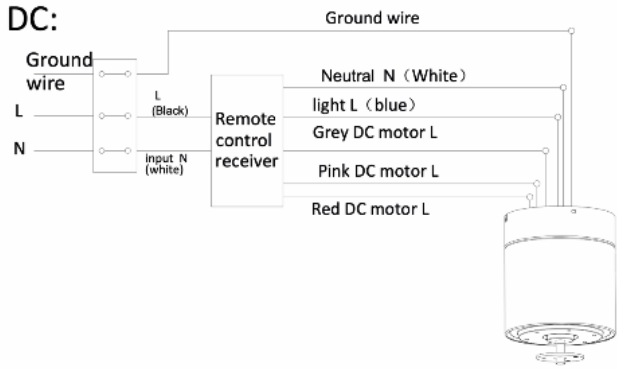 DC:
Ground wire
Ground
wire
L
N
L
(Black)
input N
(white)
Remote
control
receiver
Neutral N（White）
light L（blue）
Grey DC motor L
Pink DC motor L
Red DC motor L